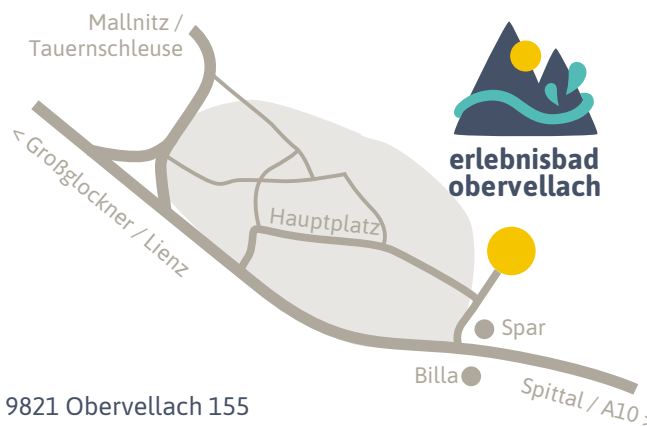 Mallnitz /
Tauernschleuse
< Großglockner / Lienz
erlebnisbad
obervellach
Hauptplatz
Spar
Billa
Spittal / A10 >
9821 Obervellach 155